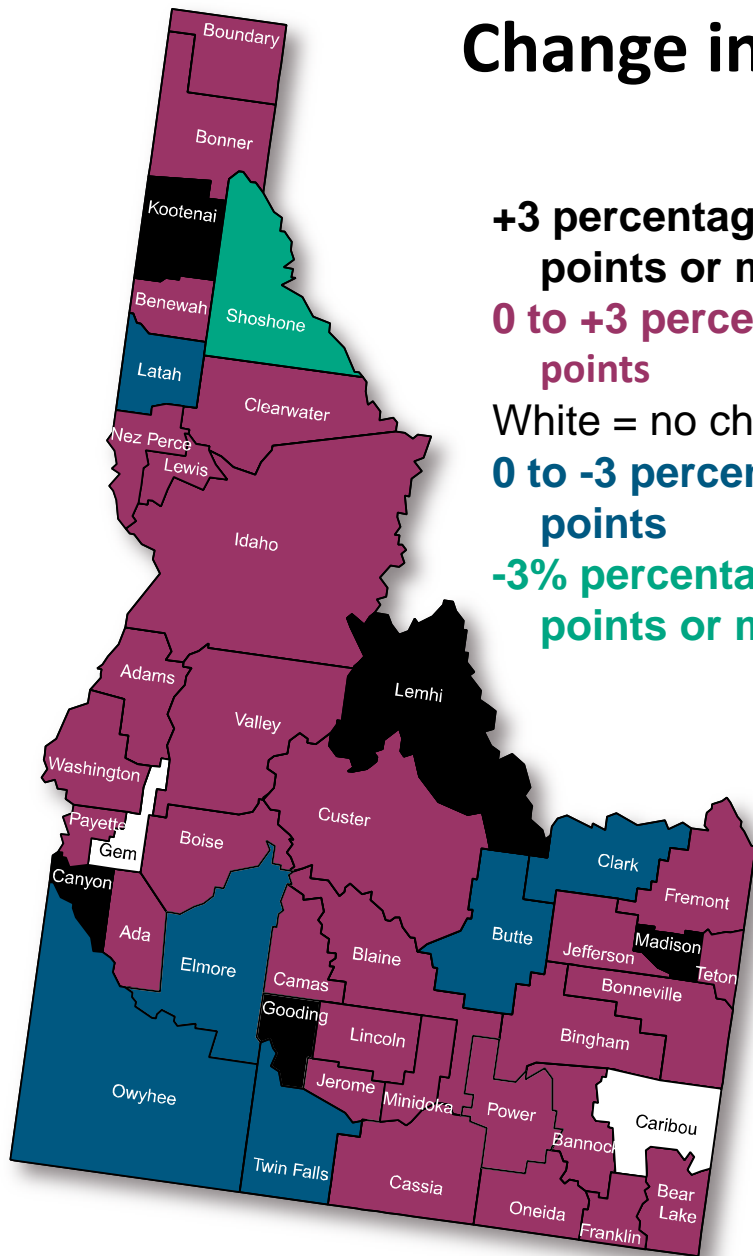 Change in
+3 percentag
points or m
0 to +3 perce
points
White = no ch
0 to -3 percen
points
-3% percenta
points or m
Boundary
Bonner
Kootenai
Benewah
Shoshone
Latah
Clearwater
Nez Perce
Lewis
Idaho
Adams
Lemhi
Valley
Washington
Custer
Payette
Boise
Gem
Clark
Canyon
Fremont
Ada
Butte
Madison
Blaine
Jefferson
Elmore
Teton
Camas
Bonneville
Gooding
Lincoln
Bingham
Jerome
Owyhee
Minidoka
Power
Caribou
Bannock
Twin Falls
Cassia
Bear
Lake
Oneida
Franklin